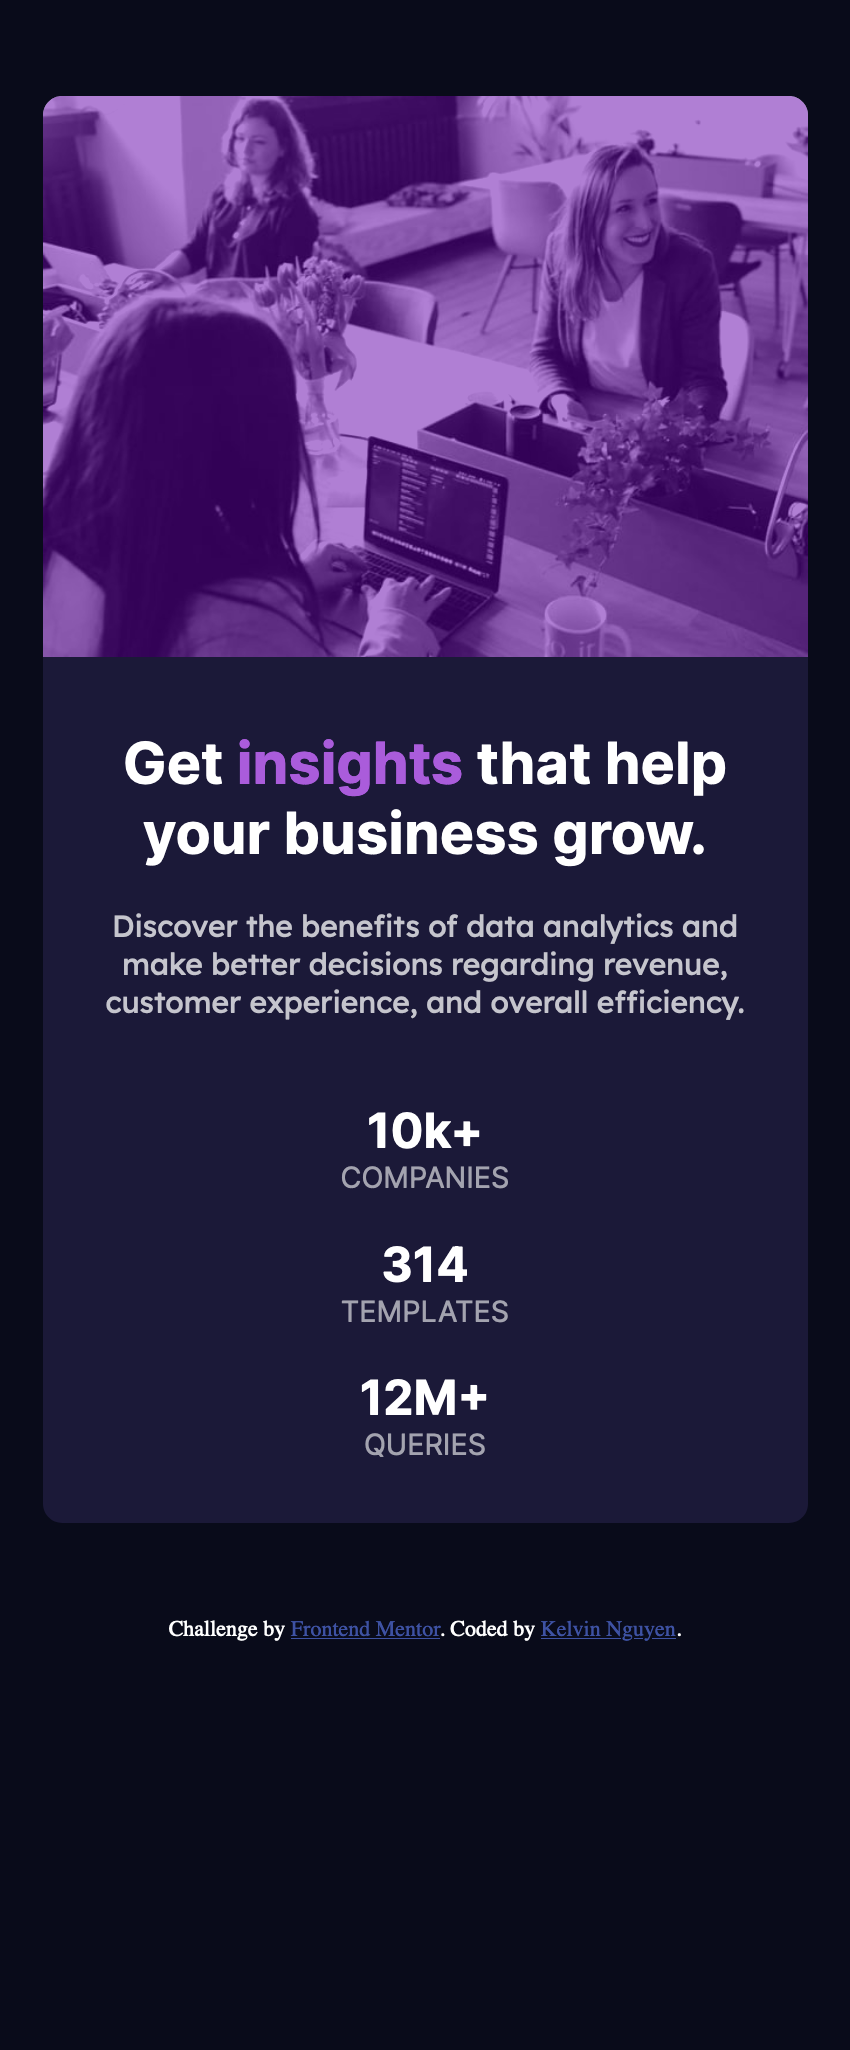 Get insights that help
your business grow.
Discover the benefits of data analytics and
make better decisions regarding revenue,
customer experience, and overall efficiency.
10k+
COMPANIES
314
TEMPLATES
12M+
QUERIES
Challenge by Frontend Mentor. Coded by Kelvin Nguyen.